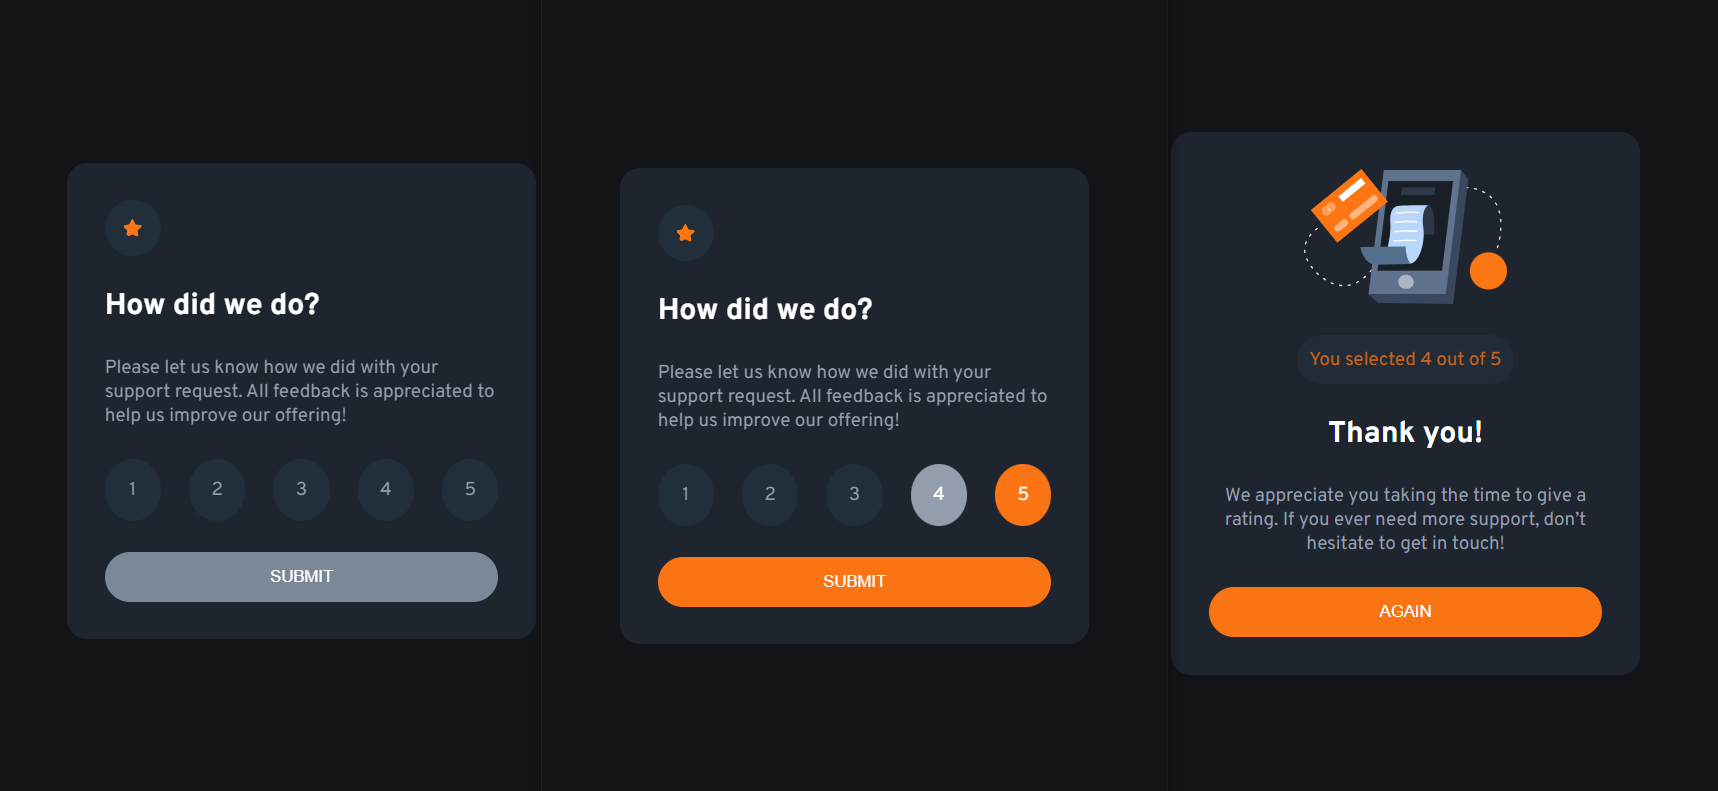 How did we do?
Please let us know how we did with your
support request. All feedback is appreciated to
help us improve our offering!
1 2 3 4 5
SUBMIT
How did we do?
Please let us know how we did with your
support request. All feedback is appreciated to
help us improve our offering!
1 2 3 4 5
SUBMIT
You selected 4 out of 5
Thank you!
We appreciate you taking the time to give a
rating. If you ever need more support, don’t
hesitate to get in touch!
AGAIN